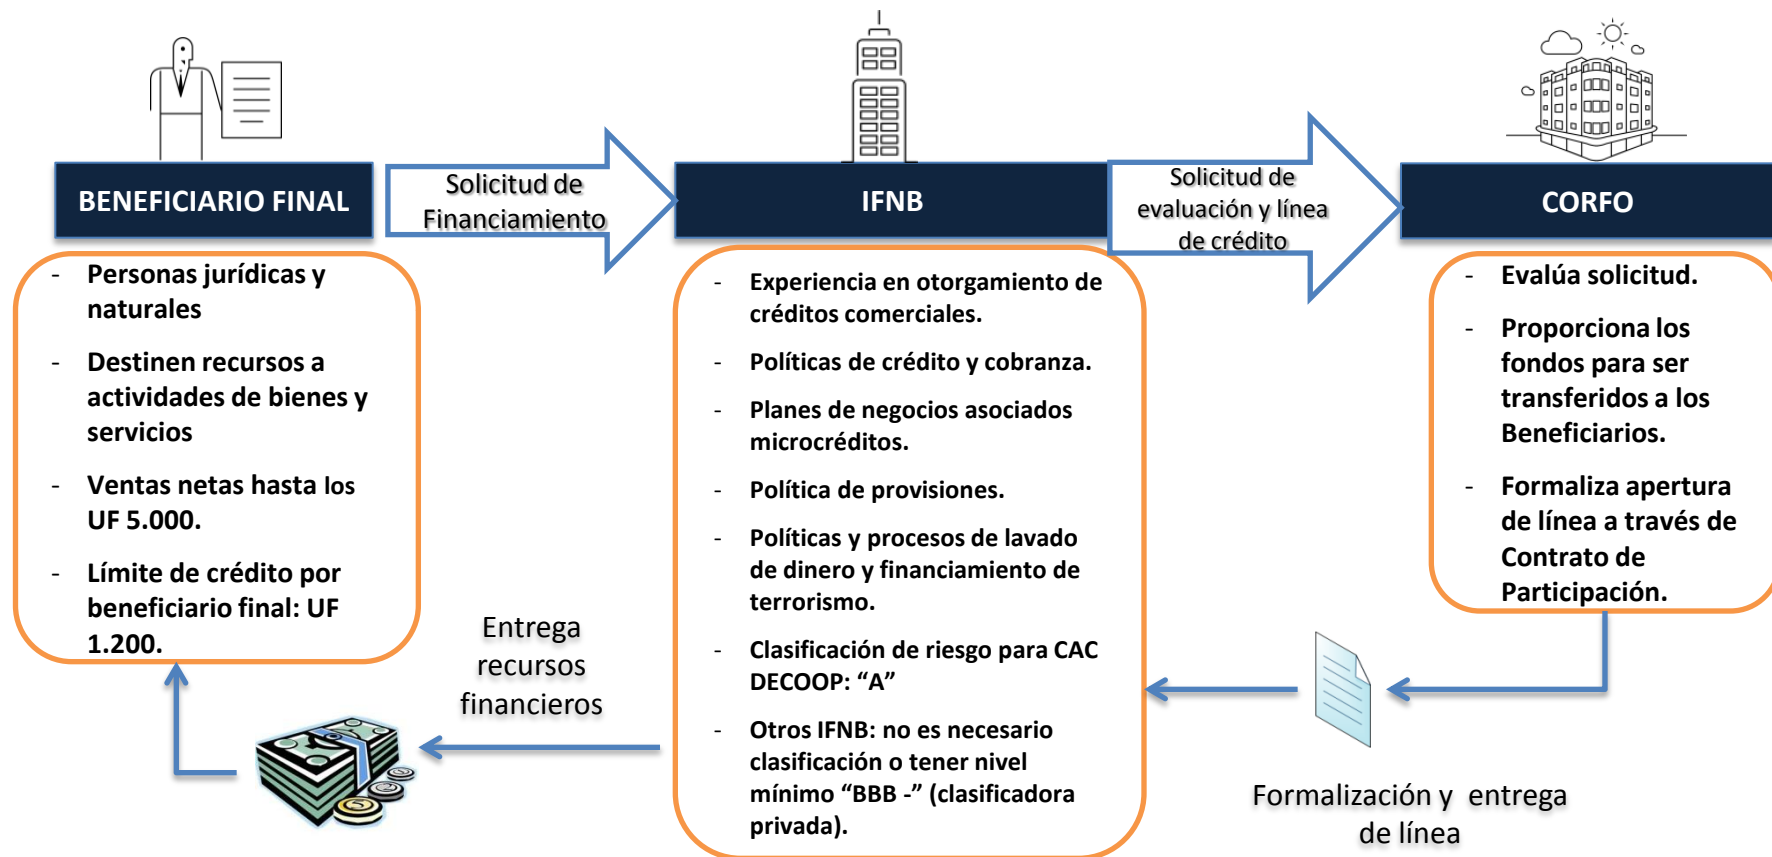 BENEFICIARIO FINAL
Solicitud de
Financiamiento
IFNB
Solicitud de
evaluación y línea
de crédito
CORFO
- Personas jurídicas y
naturales
- Destinen recursos a
actividades de bienes y
servicios
- Ventas netas hasta los
UF 5.000.
- Límite de crédito por
beneficiario final: UF
1.200.
- Experiencia en otorgamiento de
créditos comerciales.
- Políticas de crédito y cobranza.
- Planes de negocios asociados
microcréditos.
- Política de provisiones.
- Políticas y procesos de lavado
de dinero y financiamiento de
terrorismo.
- Clasificación de riesgo para CAC
DECOOP: “A”
- Otros IFNB: no es necesario
clasificación o tener nivel
mínimo “BBB -” (clasificadora
privada).
- Evalúa solicitud.
- Proporciona los
fondos para ser
transferidos a los
Beneficiarios.
- Formaliza apertura
de línea a través de
Contrato de
Participación.
Entrega
recursos
financieros
Formalización y entrega
de línea